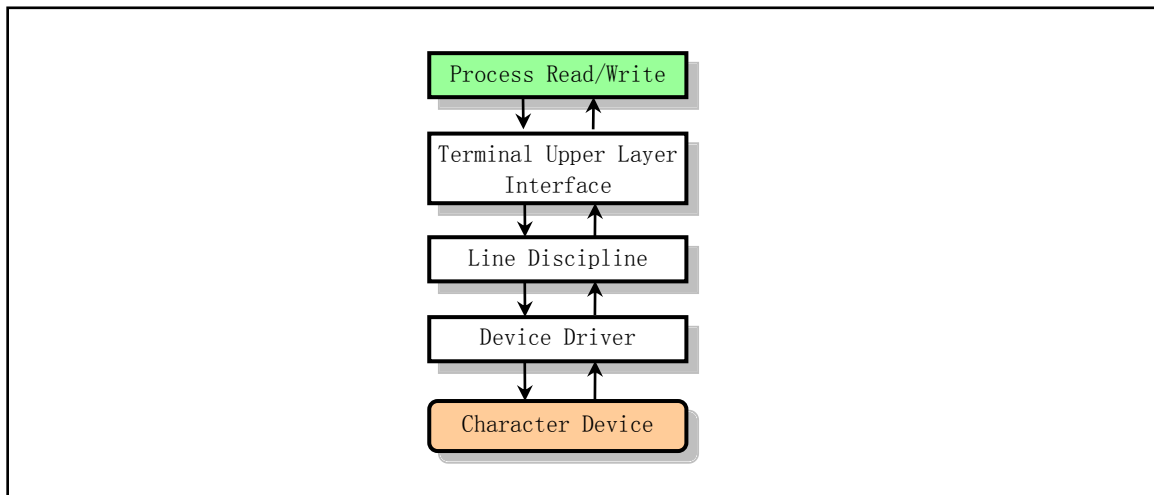 Process Read/Write
Terminal Upper Layer
Interface
Line Discipline
Device Driver
Character Device